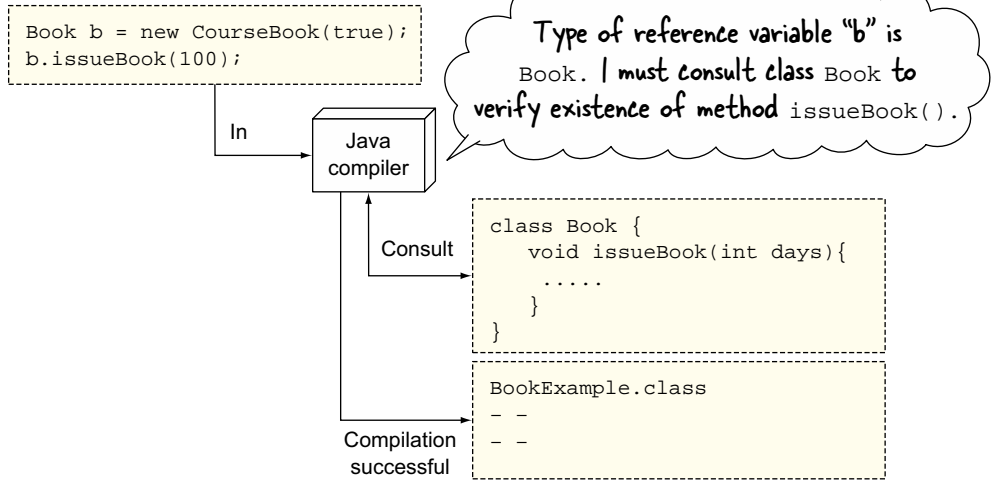 Book b = new CourseBook(true);
b.issueBook(100);
Type of reference variable “b” is
Book. I must consult class Book to
verify existence of method issueBook().
In
Java
compiler
Consult
class Book {
void issueBook(int days){
.....
}
}
BookExample.class
- -
- -
Compilation
successful